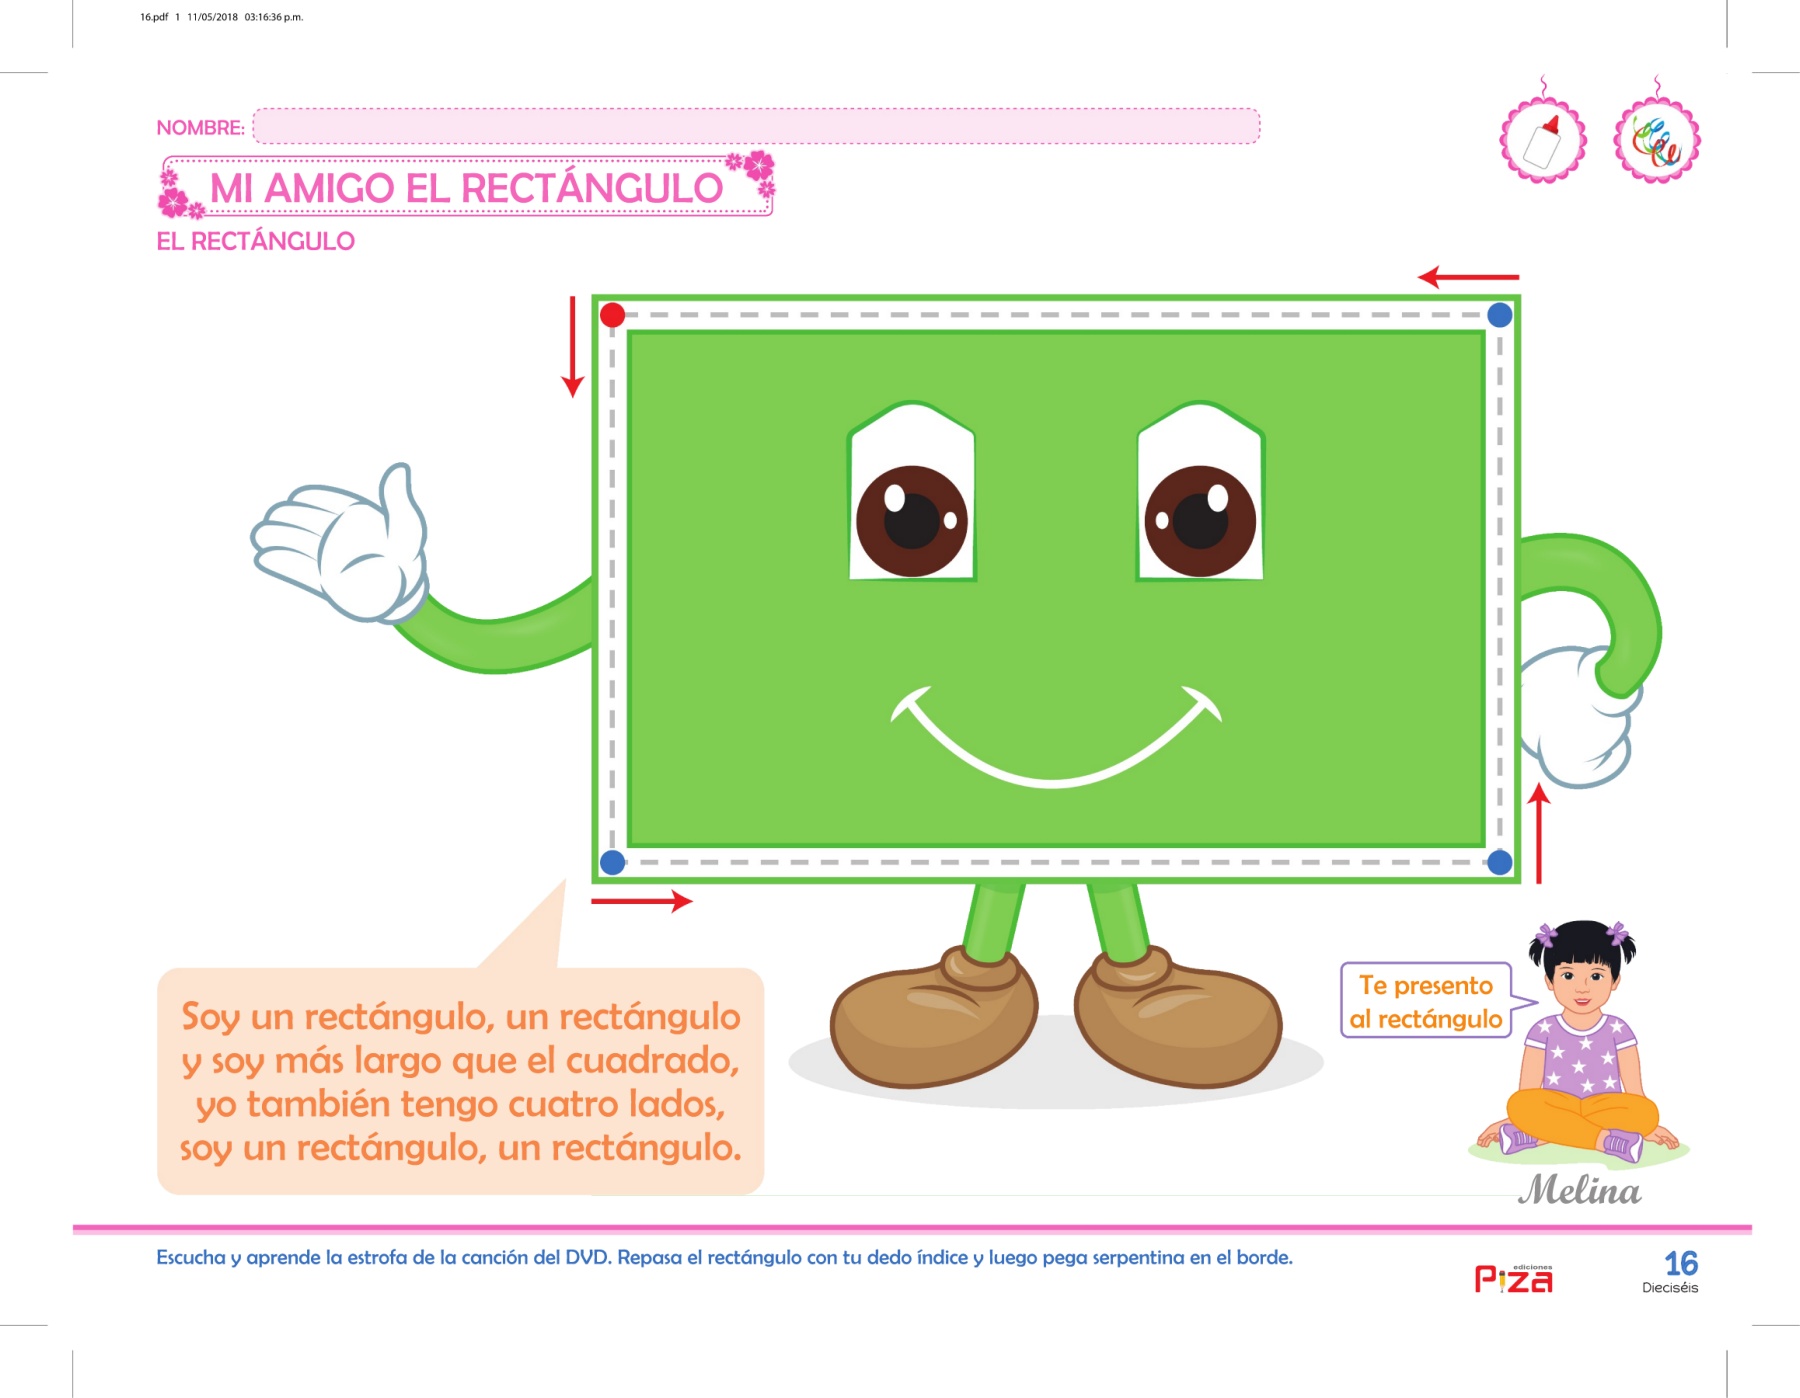 16.pdf 1 11/05/2018 03:16:36 p.m.
NOMBRE:
MI AMIGO EL RECTÁNGULO
EL RECTÁNGULO
Soy un rectángulo, un rectángulo
y soy más largo que el cuadrado,
yo también tengo cuatro lados,
soy un rectángulo, un rectángulo.
Te presento
al rectángulo
Melina
Escucha y aprende la estrofa de la canción del DVD. Repasa el rectángulo con tu dedo índice y luego pega serpentina en el borde.
ediciones
Piza
16
Dieciséis